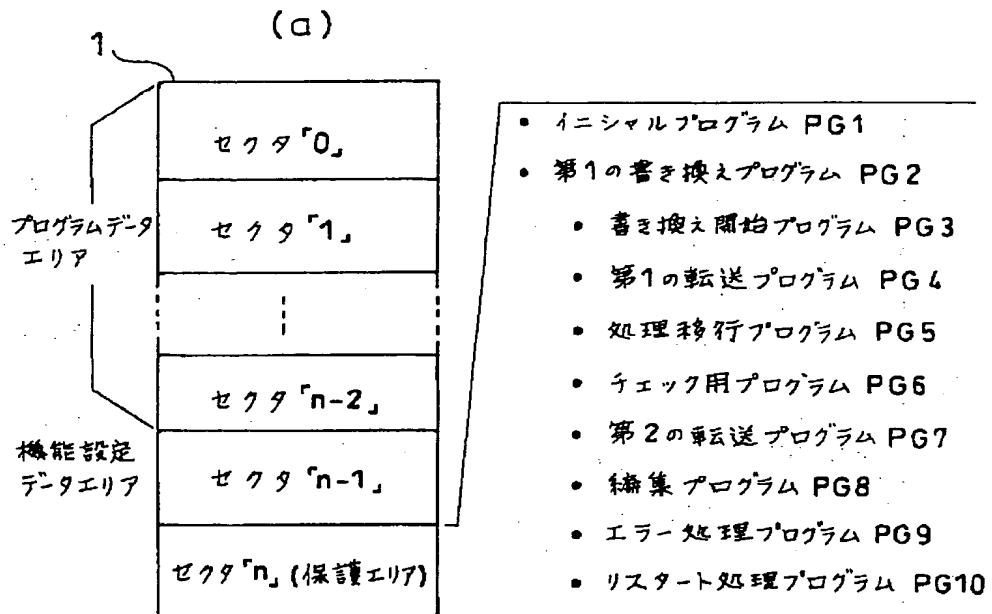 (a)
1
セクタ「0」
セクタ「1」
セクタ「n-2」
セクタ「n-1」
セクタ「n」(保護エリア)
プログラムデータ
エリア
機能設定
データエリア
• イニシャルプログラム PG1
• 第1の書き換えプログラム PG2
• 書き換え開始プログラム PG3
• 第1の転送プログラム PG4
• 処理移行プログラム PG5
• チェック用プログラム PG6
• 第2の転送プログラム PG7
• 編集プログラム PG8
• エラー処理プログラム PG9
• リスタート処理プログラム PG10